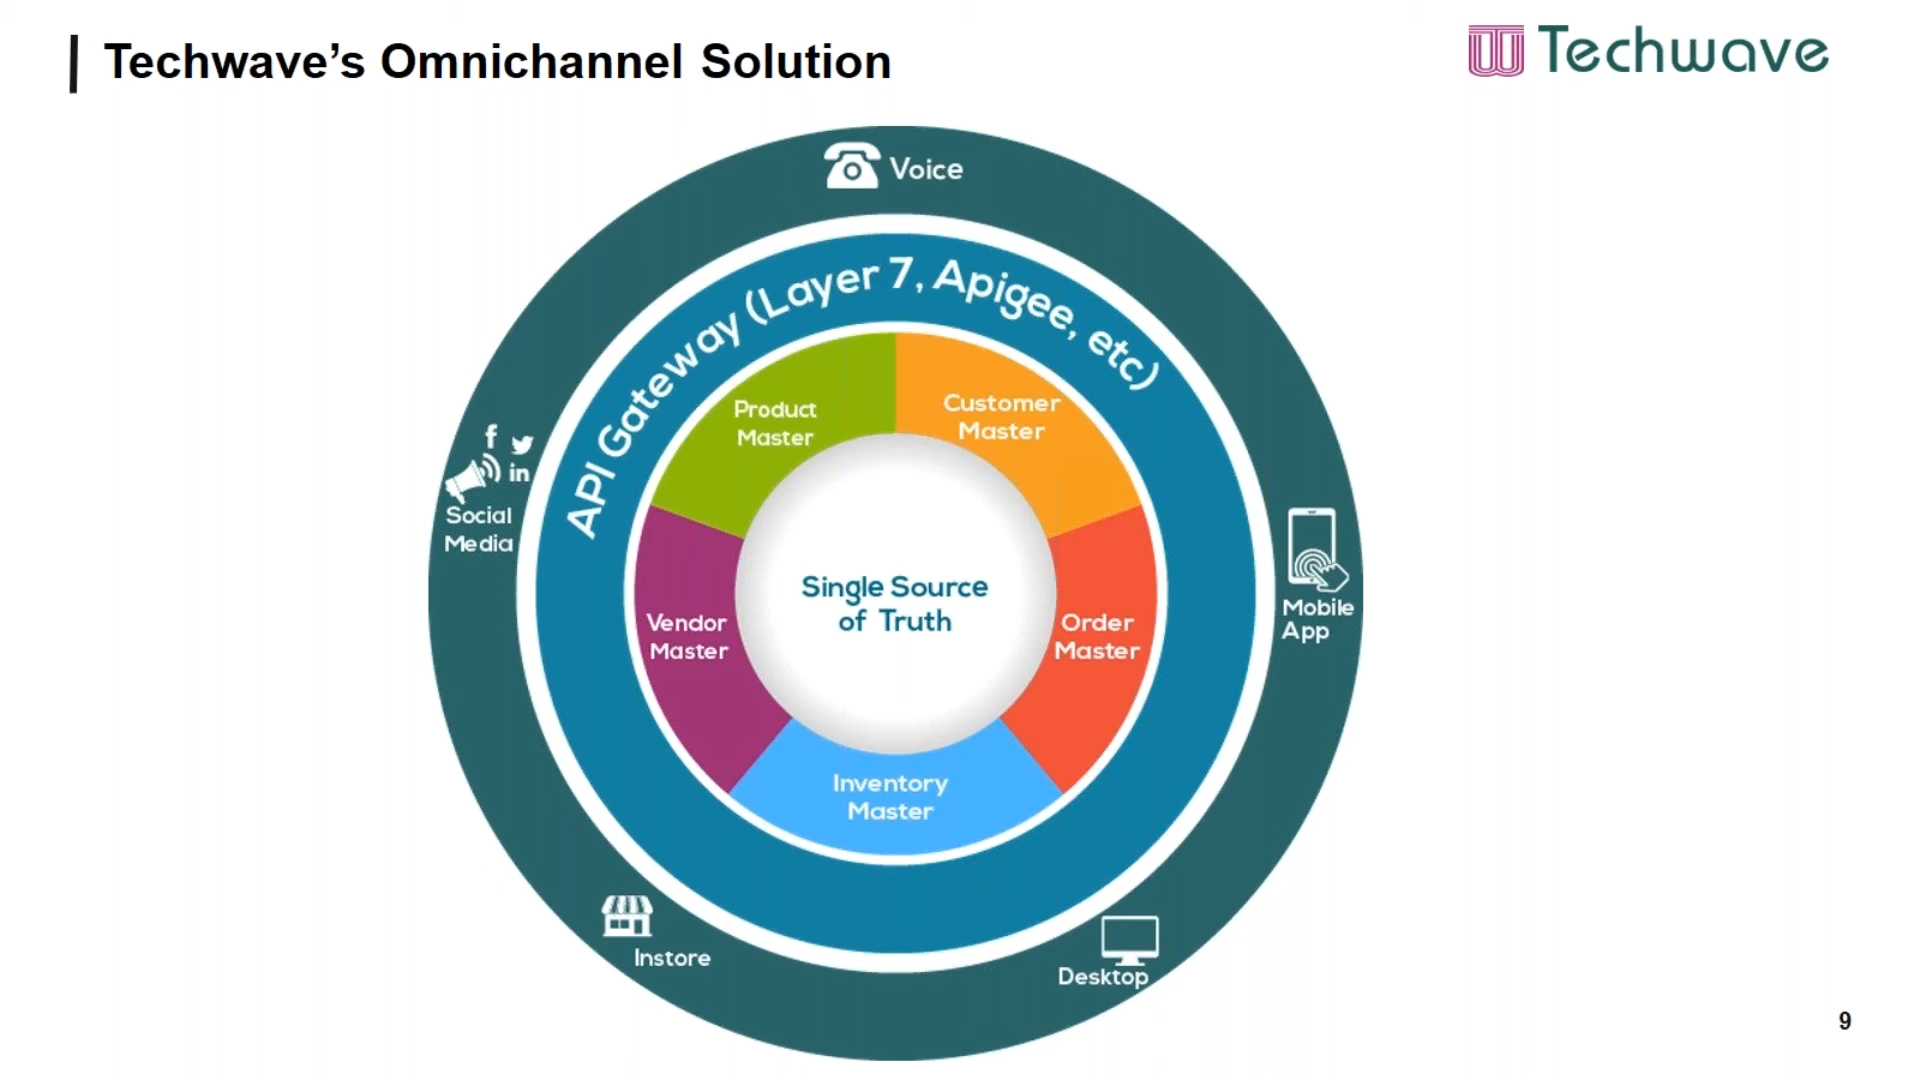 Techwave’s Omnichannel Solution
Techwave
Voice
API Gateway (Layer 7, Apigee, etc)
Product
Master
Customer
Master
f
in
Social
Media
Single Source
of Truth
Vendor
Master
Order
Master
Mobile
App
Inventory
Master
Instore
Desktop
9